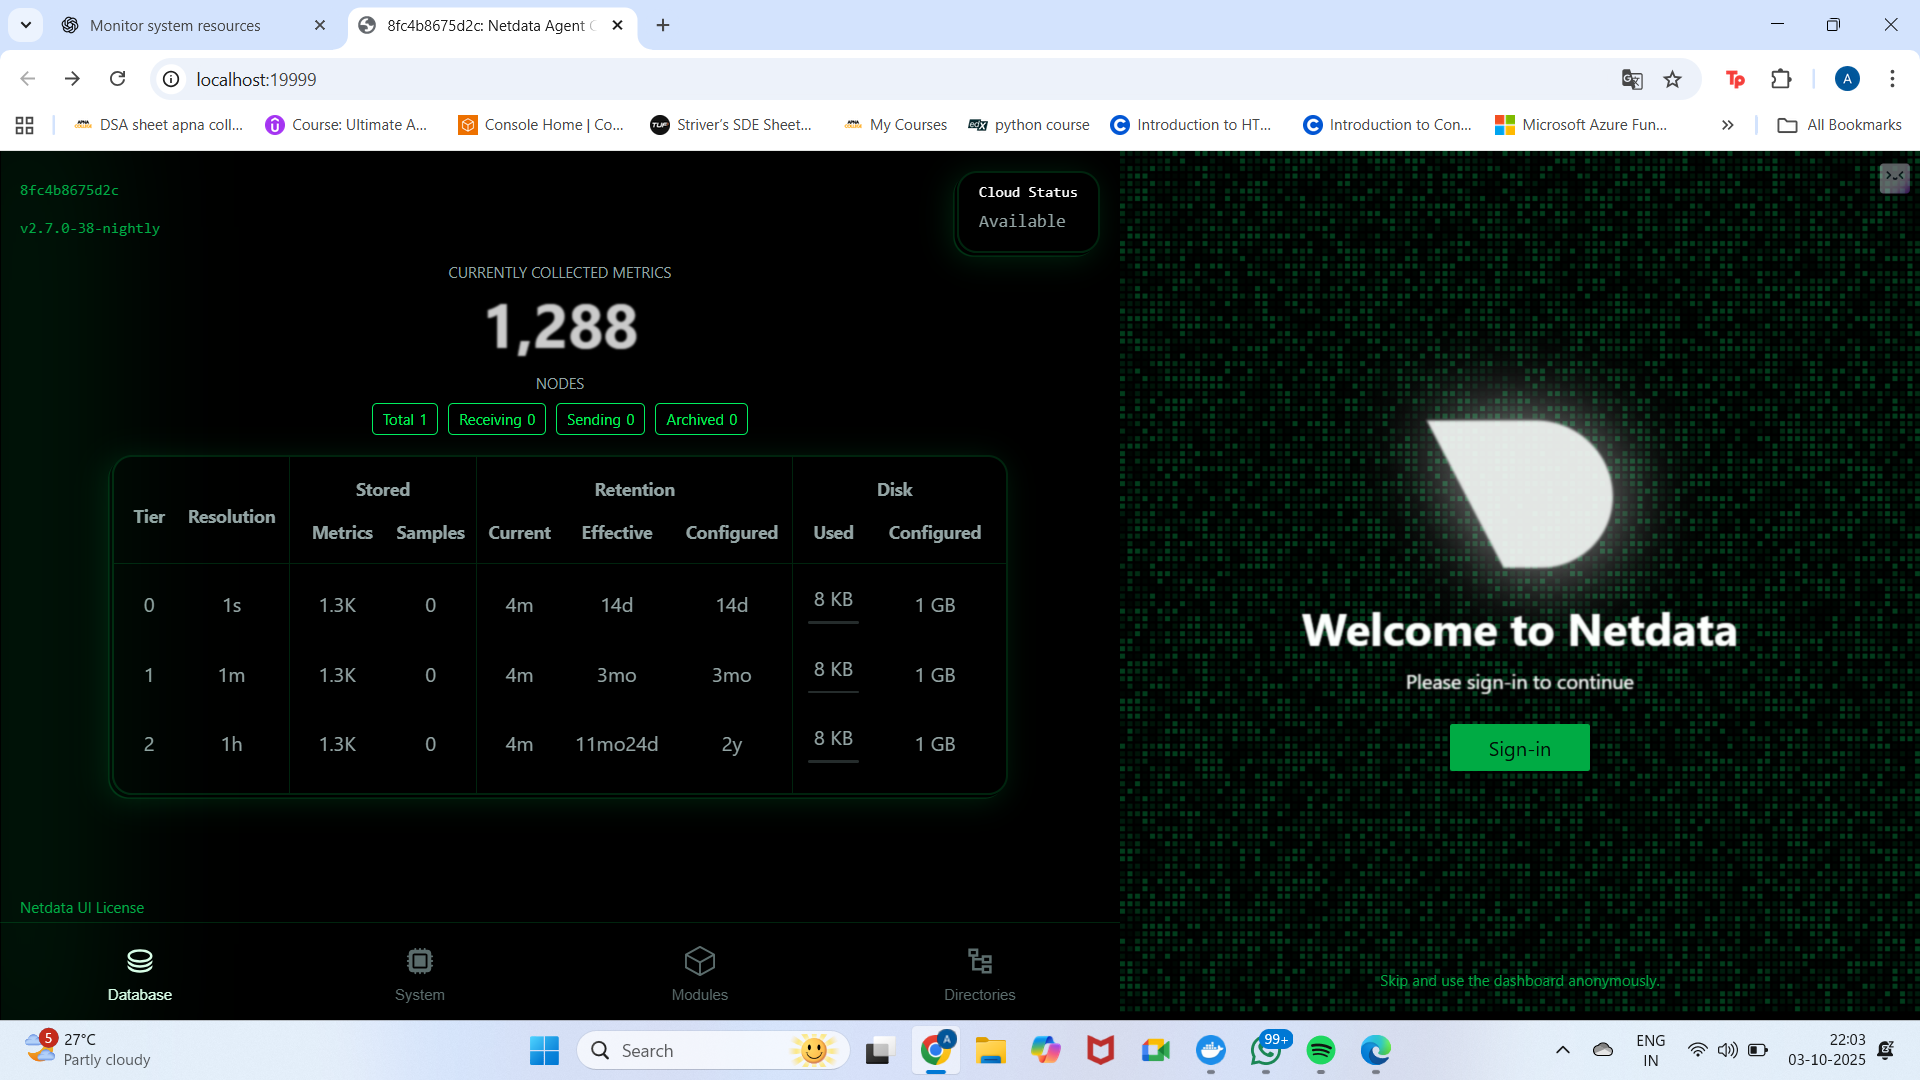 Monitor system resources
8fc4b8675d2c: Netdata Agent C
localhost:19999
Tp
A
DSA sheet apna coll...
Course: Ultimate A...
Console Home | Co...
TUF
Striver's SDE Sheet...
My Courses
edX
python course
Introduction to HT...
Introduction to Con...
Microsoft Azure Fun...
All Bookmarks
8fc4b8675d2c
v2.7.0-38-nightly
Cloud Status
Available
CURRENTLY COLLECTED METRICS
1,288
NODES
Total 1 Receiving 0 Sending 0 Archived 0
Stored Retention Disk
Tier Resolution
Metrics Samples Current Effective Configured Used Configured
0 1s 1.3K 0 4m 14d 14d 8 KB 1 GB
1 1m 1.3K 0 4m 3mo 3mo 8 KB 1 GB
2 1h 1.3K 0 4m 11mo24d 2y 8 KB 1 GB
Netdata UI License
Database System Modules Directories
Welcome to Netdata
Please sign-in to continue
Sign-in
Skip and use the dashboard anonymously.
5
27°C
Partly cloudy
Search
A
99+
ENG
IN
22:03
03-10-2025